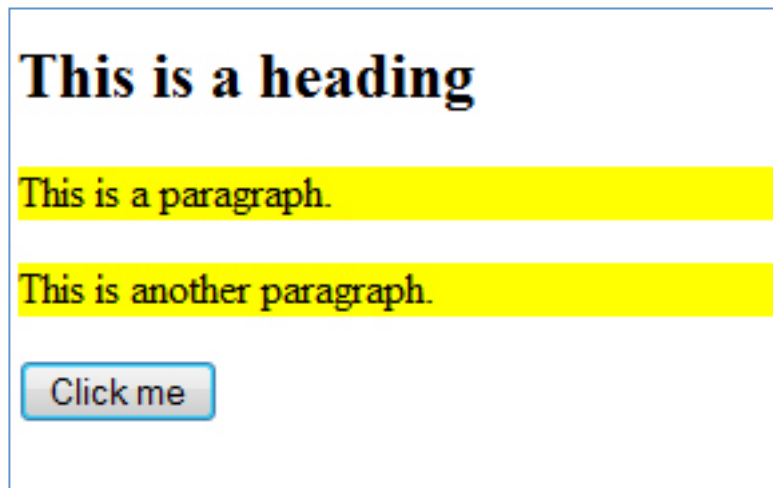 This is a heading
This is a paragraph.
This is another paragraph.
Click me